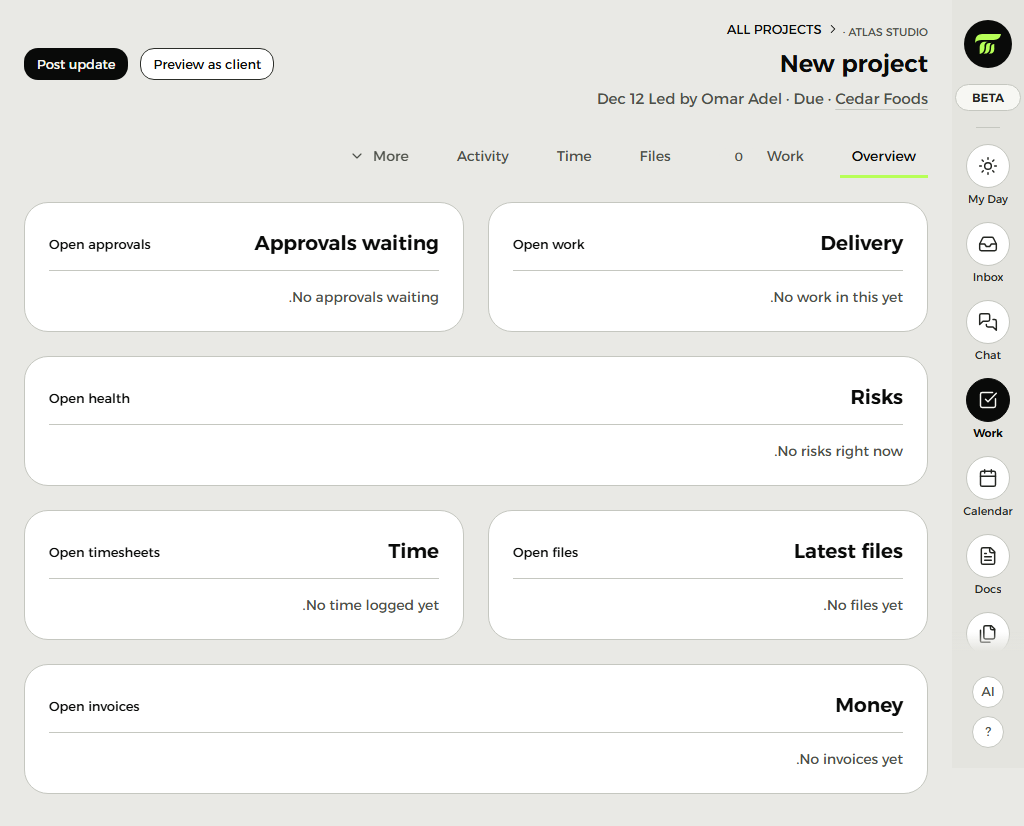 ALL PROJECTS > · ATLAS STUDIO
New project
Dec 12 Led by Omar Adel · Due · Cedar Foods
Post update
Preview as client
Overview
Work 0
Files
Time
Activity
More
Delivery
Open work
.No work in this yet
Approvals waiting
Open approvals
.No approvals waiting
Risks
Open health
.No risks right now
Latest files
Open files
.No files yet
Time
Open timesheets
.No time logged yet
Money
Open invoices
.No invoices yet
BETA
My Day
Inbox
Chat
Work
Calendar
Docs
AI
?